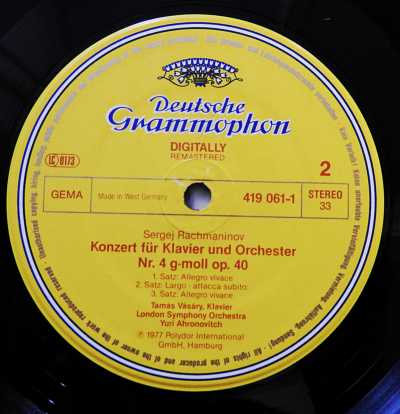 Deutsche
Grammophon
DIGITALLY
REMASTERED
LC 0173
2
GEMA
Made in West Germany
419 061-1
STEREO
33
Sergej Rachmaninov
Konzert für Klavier und Orchester
Nr. 4 g-moll op. 40
1. Satz: Allegro vivace
2. Satz: Largo - attacca subito:
3. Satz: Allegro vivace
Tamás Vásáry, Klavier
London Symphony Orchestra
Yuri Ahronovitch
℗ 1977 Polydor International
GmbH, Hamburg
All rights of the producer and of the owner of the work reproduced reserved.